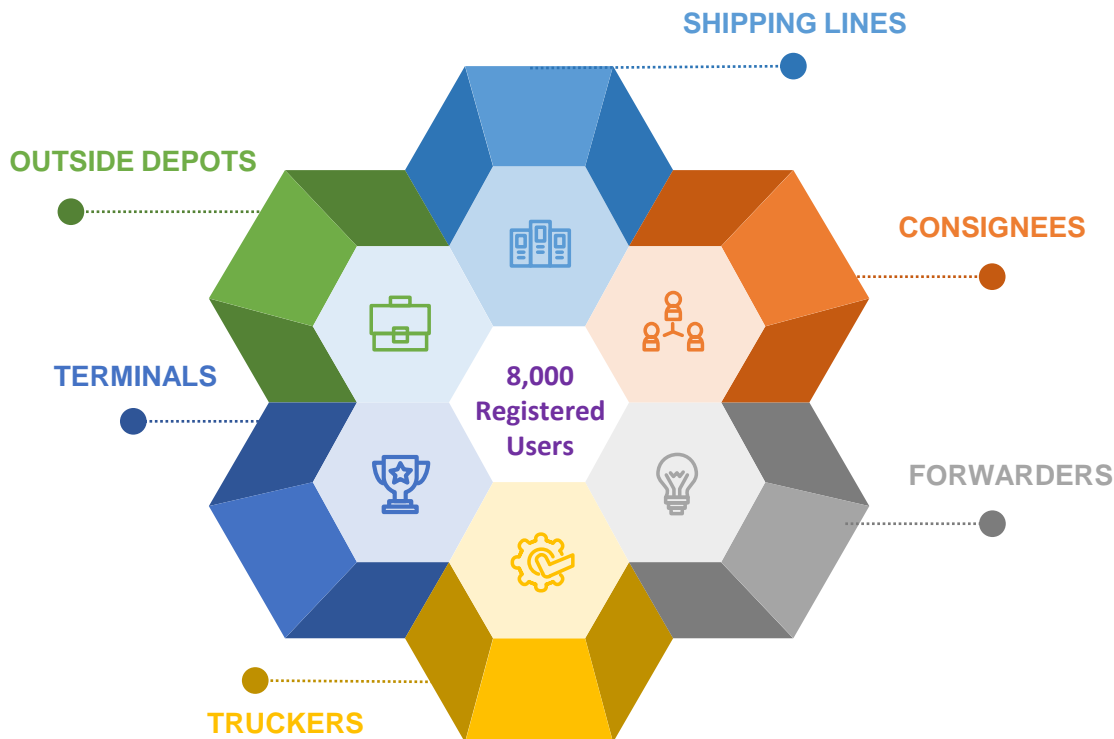 SHIPPING LINES
OUTSIDE DEPOTS
CONSIGNEES
TERMINALS
8,000
Registered
Users
FORWARDERS
TRUCKERS